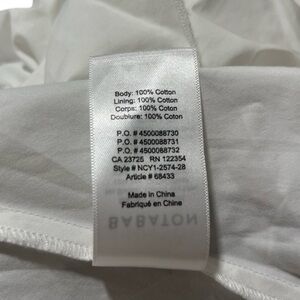 Body: 100% Cotton
Lining: 100% Cotton
Corps: 100% Coton
Doublure: 100% Coton
P.O. # 4500088730
P.O. # 4500088731
P.O. # 4500088732
CA 23725 RN 122354
Style # NCY1-2574-28
Article # 68433
Made in China
Fabriqué en Chine
BABATON